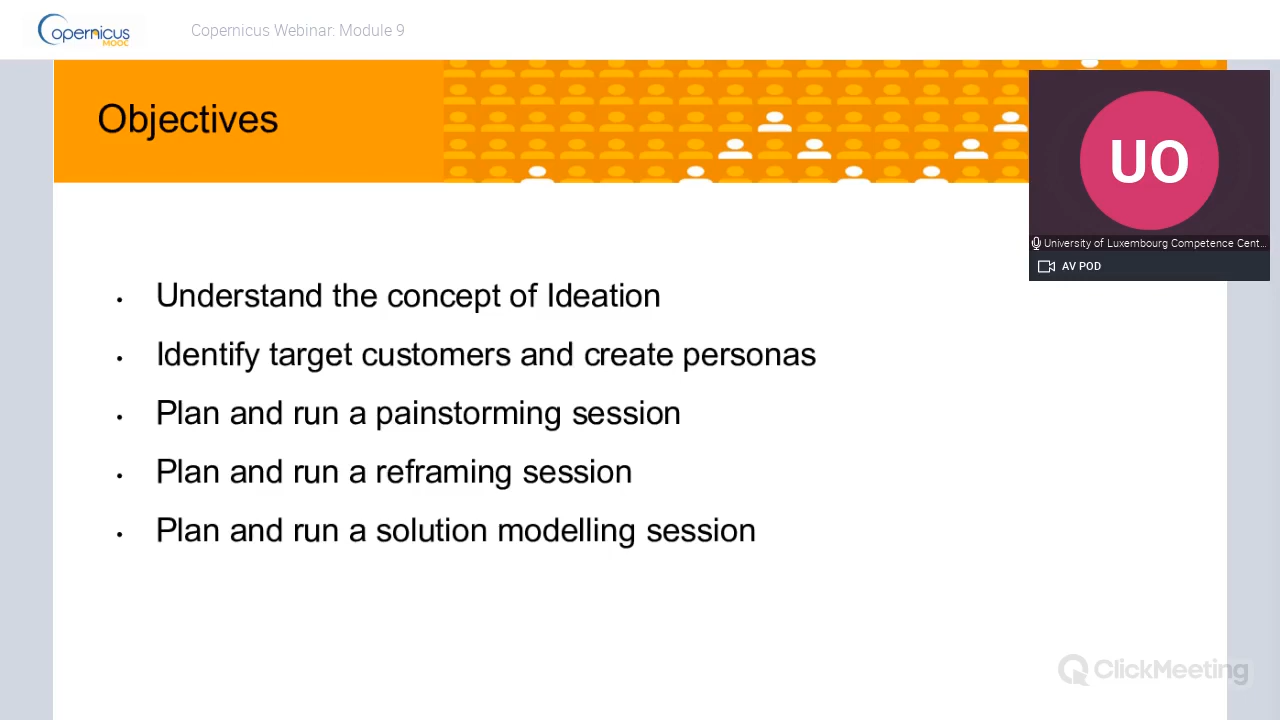 Copernicus
MOOC
Copernicus Webinar: Module 9
Objectives
UO
University of Luxembourg Competence Cent...
AV POD
• Understand the concept of Ideation
• Identify target customers and create personas
• Plan and run a painstorming session
• Plan and run a reframing session
• Plan and run a solution modelling session
ClickMeeting